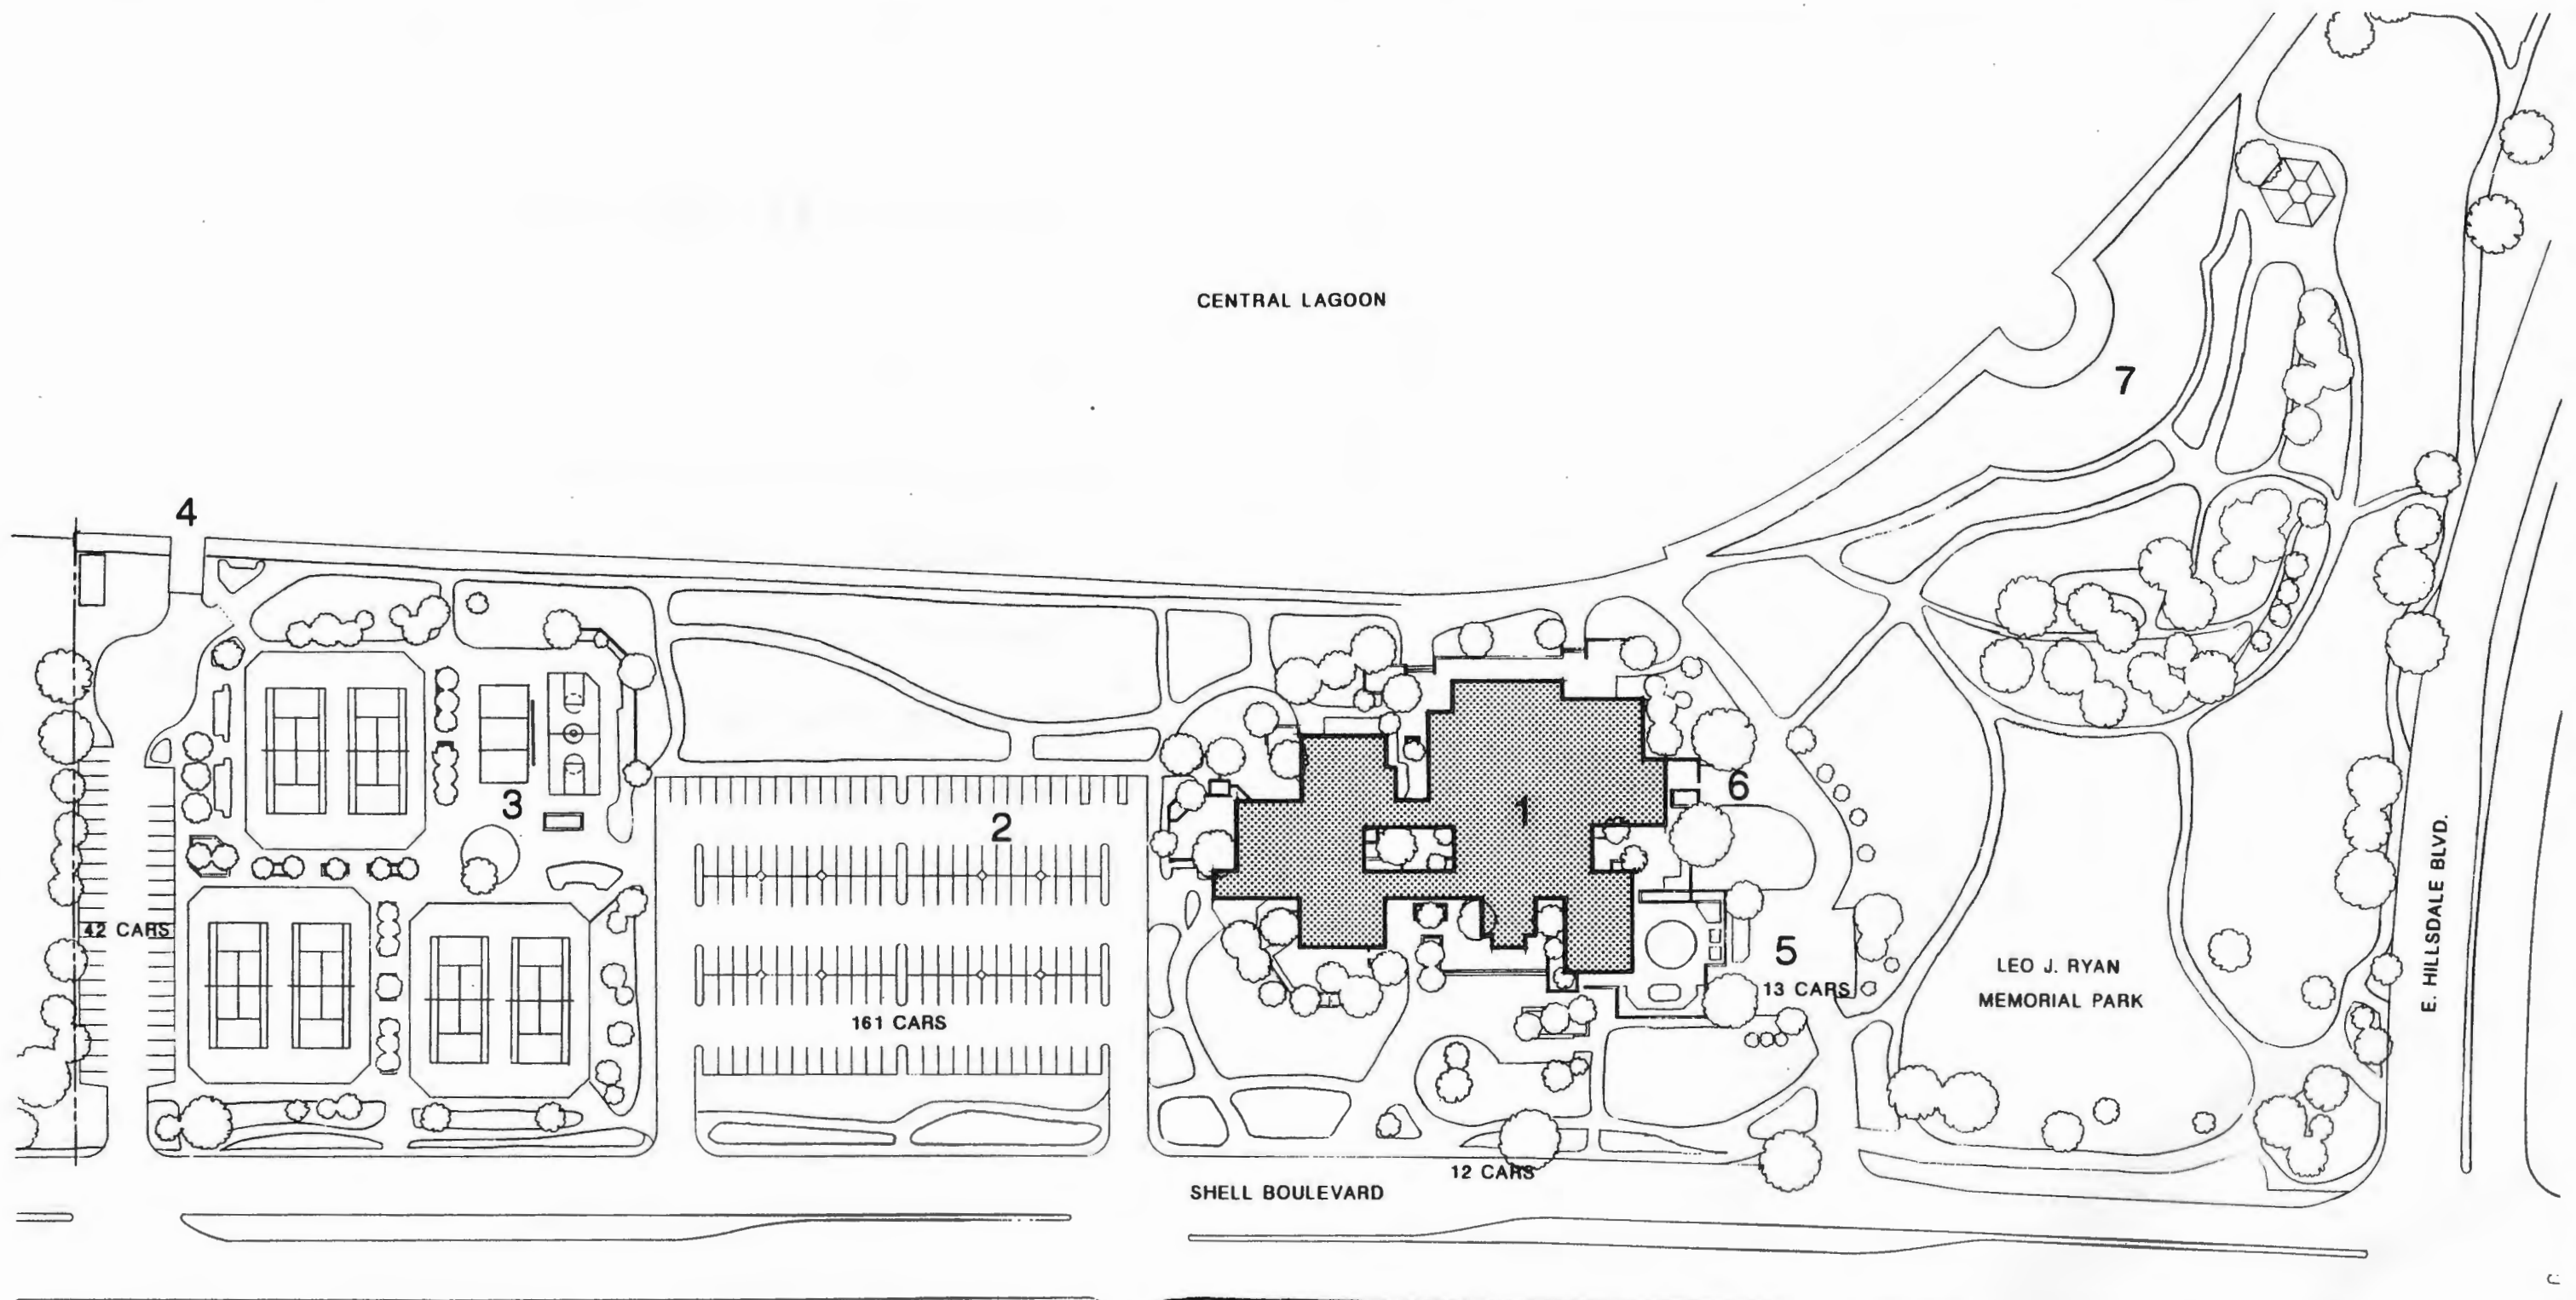 CENTRAL LAGOON
7
4
6
3
2
1
42 CARS
5
LEO J. RYAN
MEMORIAL PARK
13 CARS
161 CARS
E. HILLSDALE BLVD.
12 CARS
SHELL BOULEVARD